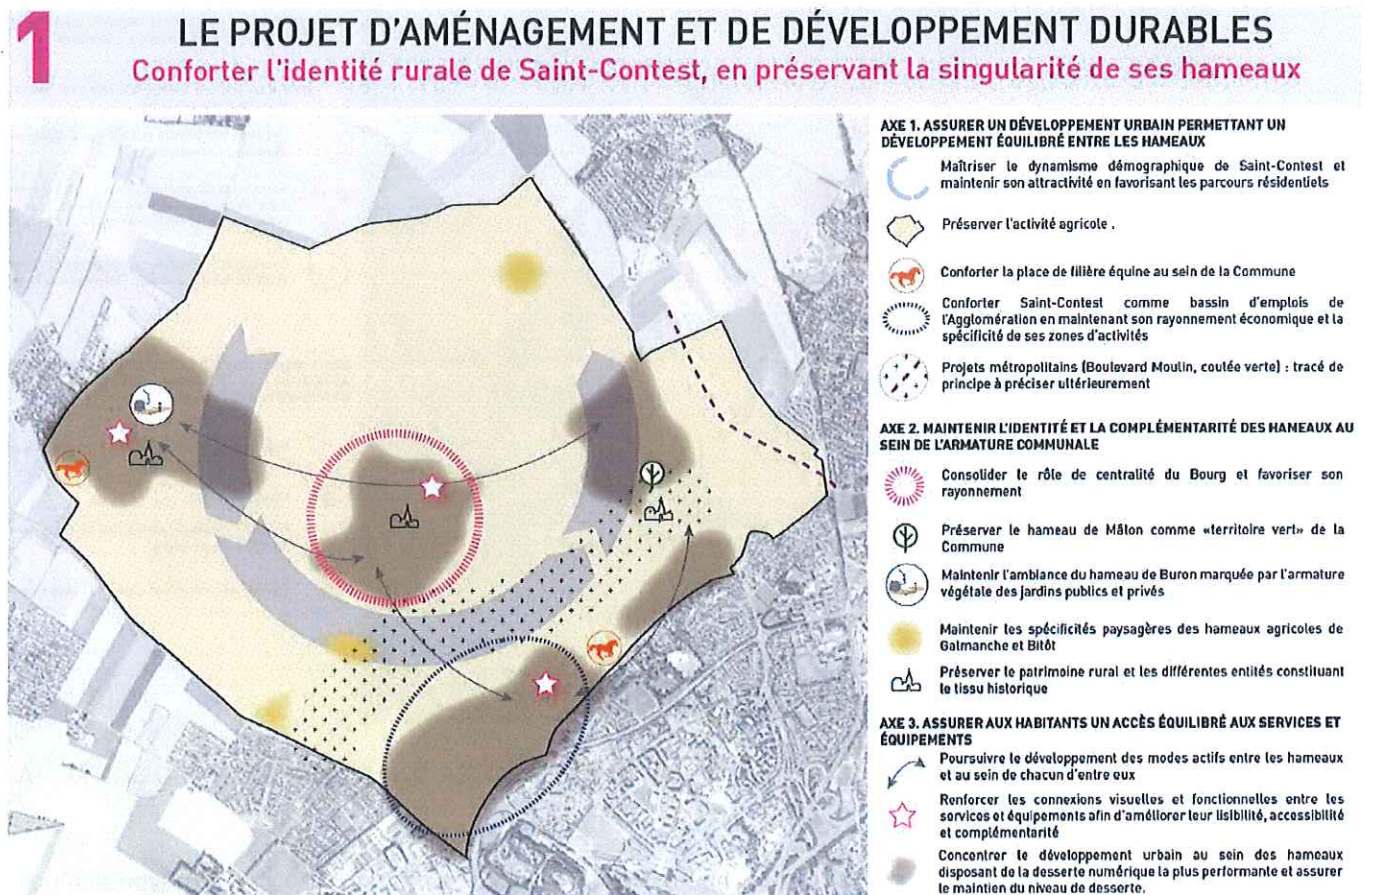 1
LE PROJET D'AMÉNAGEMENT ET DE DÉVELOPPEMENT DURABLES
Conforter l'identité rurale de Saint-Contest, en préservant la singularité de ses hameaux
AXE 1. ASSURER UN DÉVELOPPEMENT URBAIN PERMETTANT UN
DÉVELOPPEMENT ÉQUILIBRÉ ENTRE LES HAMEAUX
Maîtriser le dynamisme démographique de Saint-Contest et
maintenir son attractivité en favorisant les parcours résidentiels
Préserver l'activité agricole .
Conforter la place de filière équine au sein de la Commune
Conforter Saint-Contest comme bassin d'emplois de
l'Agglomération en maintenant son rayonnement économique et la
spécificité de ses zones d'activités
Projets métropolitains (Boulevard Moulin, coulée verte) : tracé de
principe à préciser ultérieurement
AXE 2. MAINTENIR L'IDENTITÉ ET LA COMPLÉMENTARITÉ DES HAMEAUX AU
SEIN DE L'ARMATURE COMMUNALE
Consolider le rôle de centralité du Bourg et favoriser son
rayonnement
Préserver le hameau de Mâlon comme «territoire vert» de la
Commune
Maintenir l'ambiance du hameau de Buron marquée par l'armature
végétale des jardins publics et privés
Maintenir les spécificités paysagères des hameaux agricoles de
Galmanche et Bitôt
Préserver le patrimoine rural et les différentes entités constituant
le tissu historique
AXE 3. ASSURER AUX HABITANTS UN ACCÈS ÉQUILIBRÉ AUX SERVICES ET
ÉQUIPEMENTS
Poursuivre le développement des modes actifs entre les hameaux
et au sein de chacun d'entre eux
Renforcer les connexions visuelles et fonctionnelles entre les
services et équipements afin d'améliorer leur lisibilité, accessibilité
et complémentarité
Concentrer le développement urbain au sein des hameaux
disposant de la desserte numérique la plus performante et assurer
le maintien du niveau de desserte.